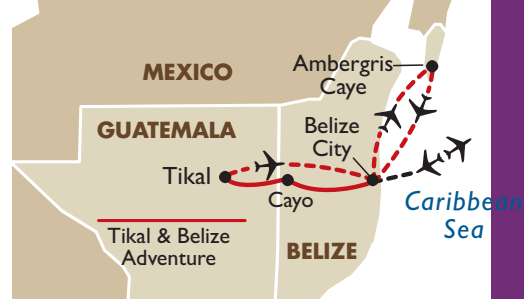 MEXICO
Ambergris
Caye
GUATEMALA
Belize
City
Tikal
Cayo
Caribbean
Sea
Tikal & Belize
Adventure
BELIZE